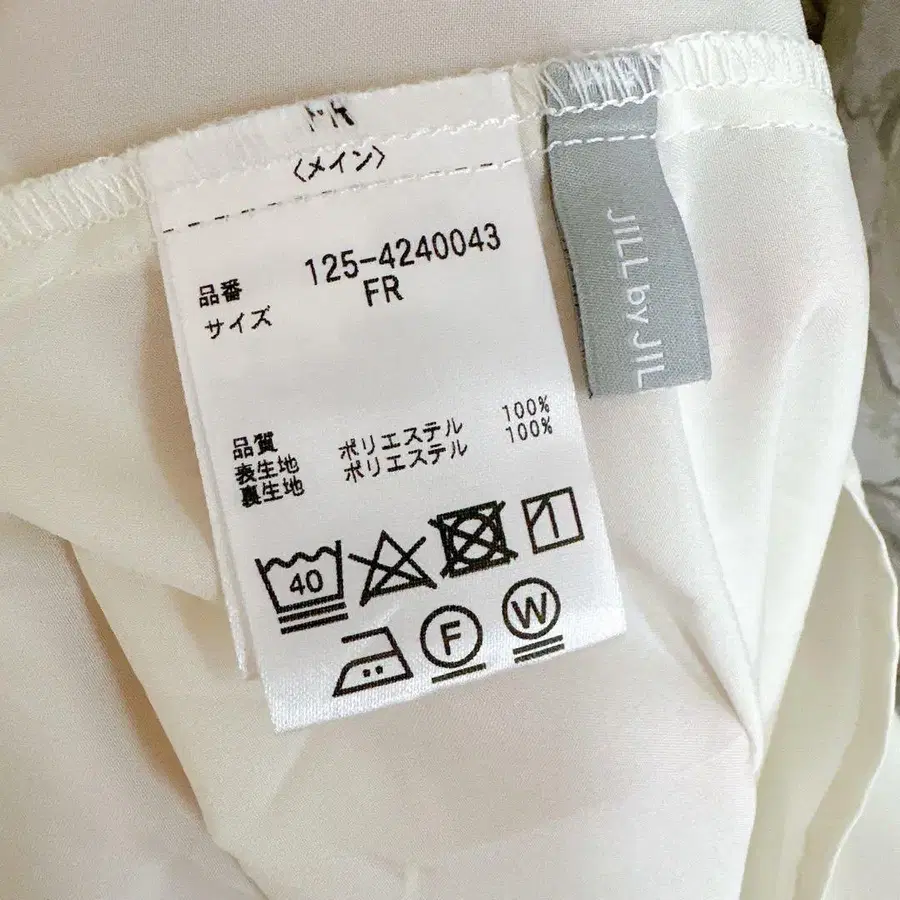 〈メイン〉
品番 125-4240043
サイズ FR
品質
表生地 ポリエステル 100%
裏生地 ポリエステル 100%
40
F
W
JILL by JIL